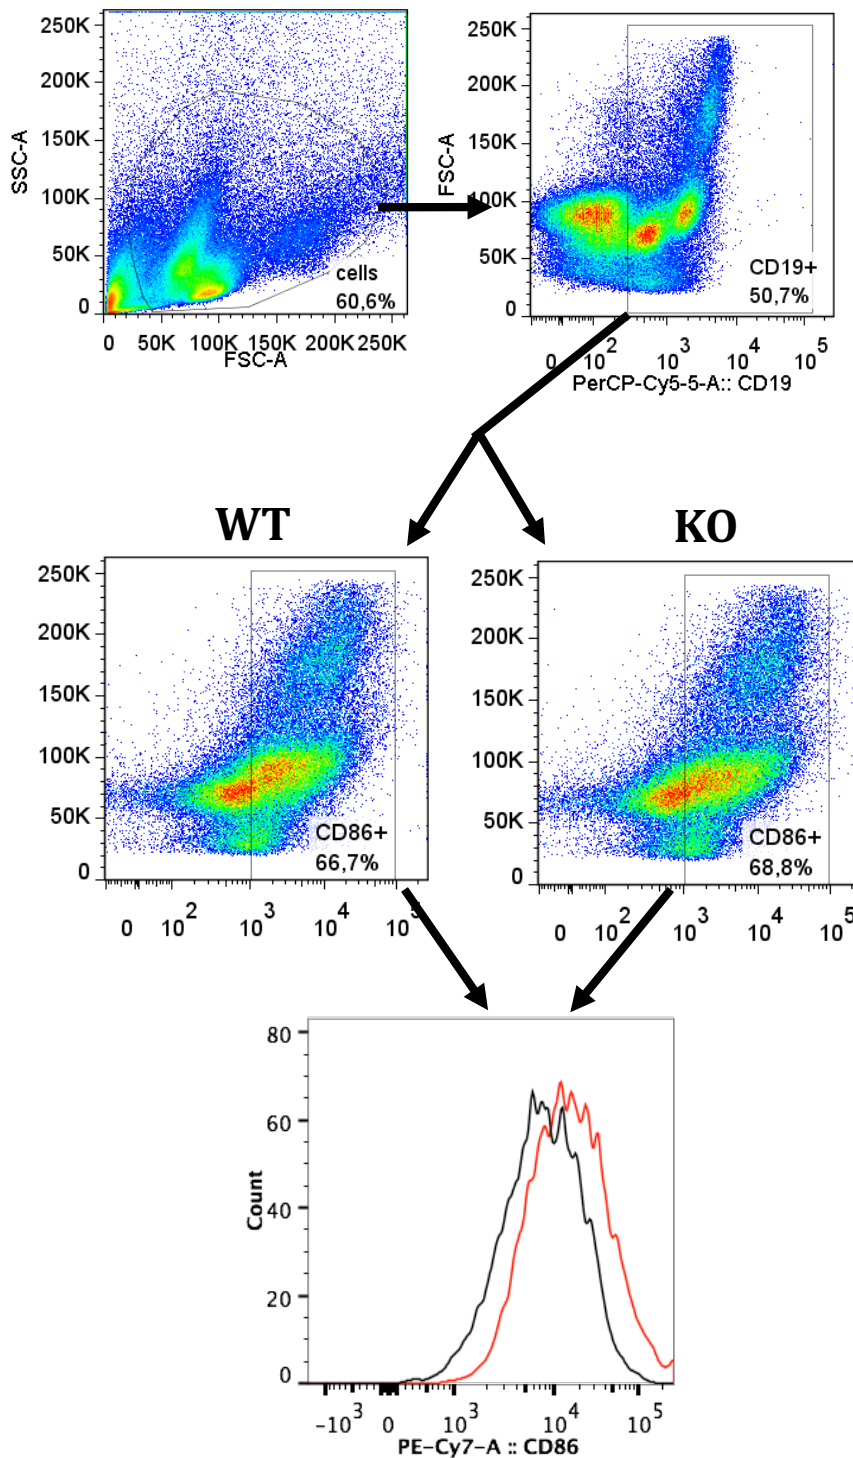 250K
200K
150K
100K
50K
0
SSC-A
cells
60,6%
0 50K 100K 150K 200K 250K
FSC-A
250K
200K
150K
100K
50K
0
FSC-A
CD19+
50,7%
0 10^2 10^3 10^4 10^5
PerCP-Cy5-5-A:: CD19
WT
KO
250K
200K
150K
100K
50K
0
CD86+
66,7%
0 10^2 10^3 10^4 10^5
250K
200K
150K
100K
50K
0
CD86+
68,8%
0 10^2 10^3 10^4 10^5
80
60
40
20
0
Count
-10^3 0 10^3 10^4 10^5
PE-Cy7-A :: CD86